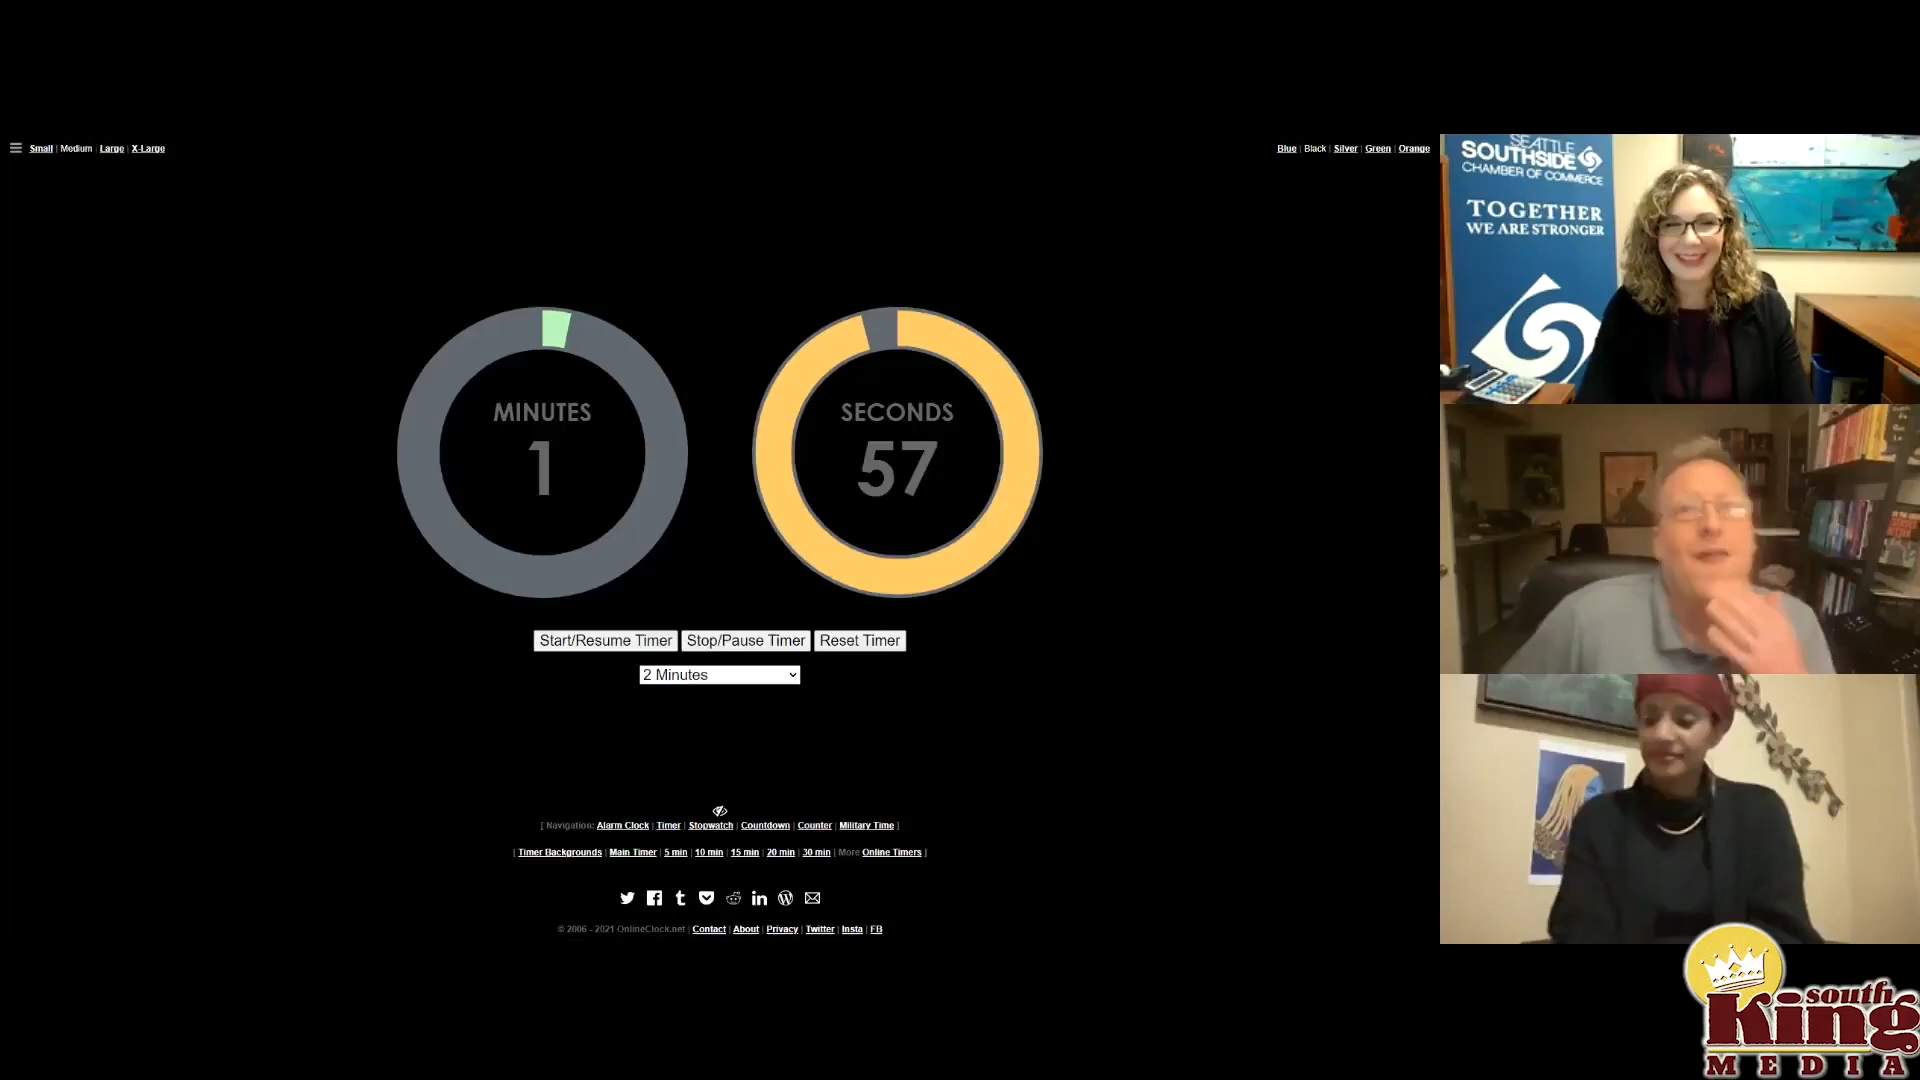 Small | Medium | Large | X-Large
Blue | Black | Silver | Green | Orange
SEATTLE
SOUTHSIDE
CHAMBER OF COMMERCE
TOGETHER
WE ARE STRONGER
MINUTES
1
SECONDS
57
Start/Resume Timer
Stop/Pause Timer
Reset Timer
2 Minutes
[ Navigation: Alarm Clock | Timer | Stopwatch | Countdown | Counter | Military Time ]
[ Timer Backgrounds | Main Timer | 5 min | 10 min | 15 min | 20 min | 30 min | More Online Timers ]
© 2006 - 2021 OnlineClock.net | Contact | About | Privacy | Twitter | Insta | FB
south
King
MEDIA